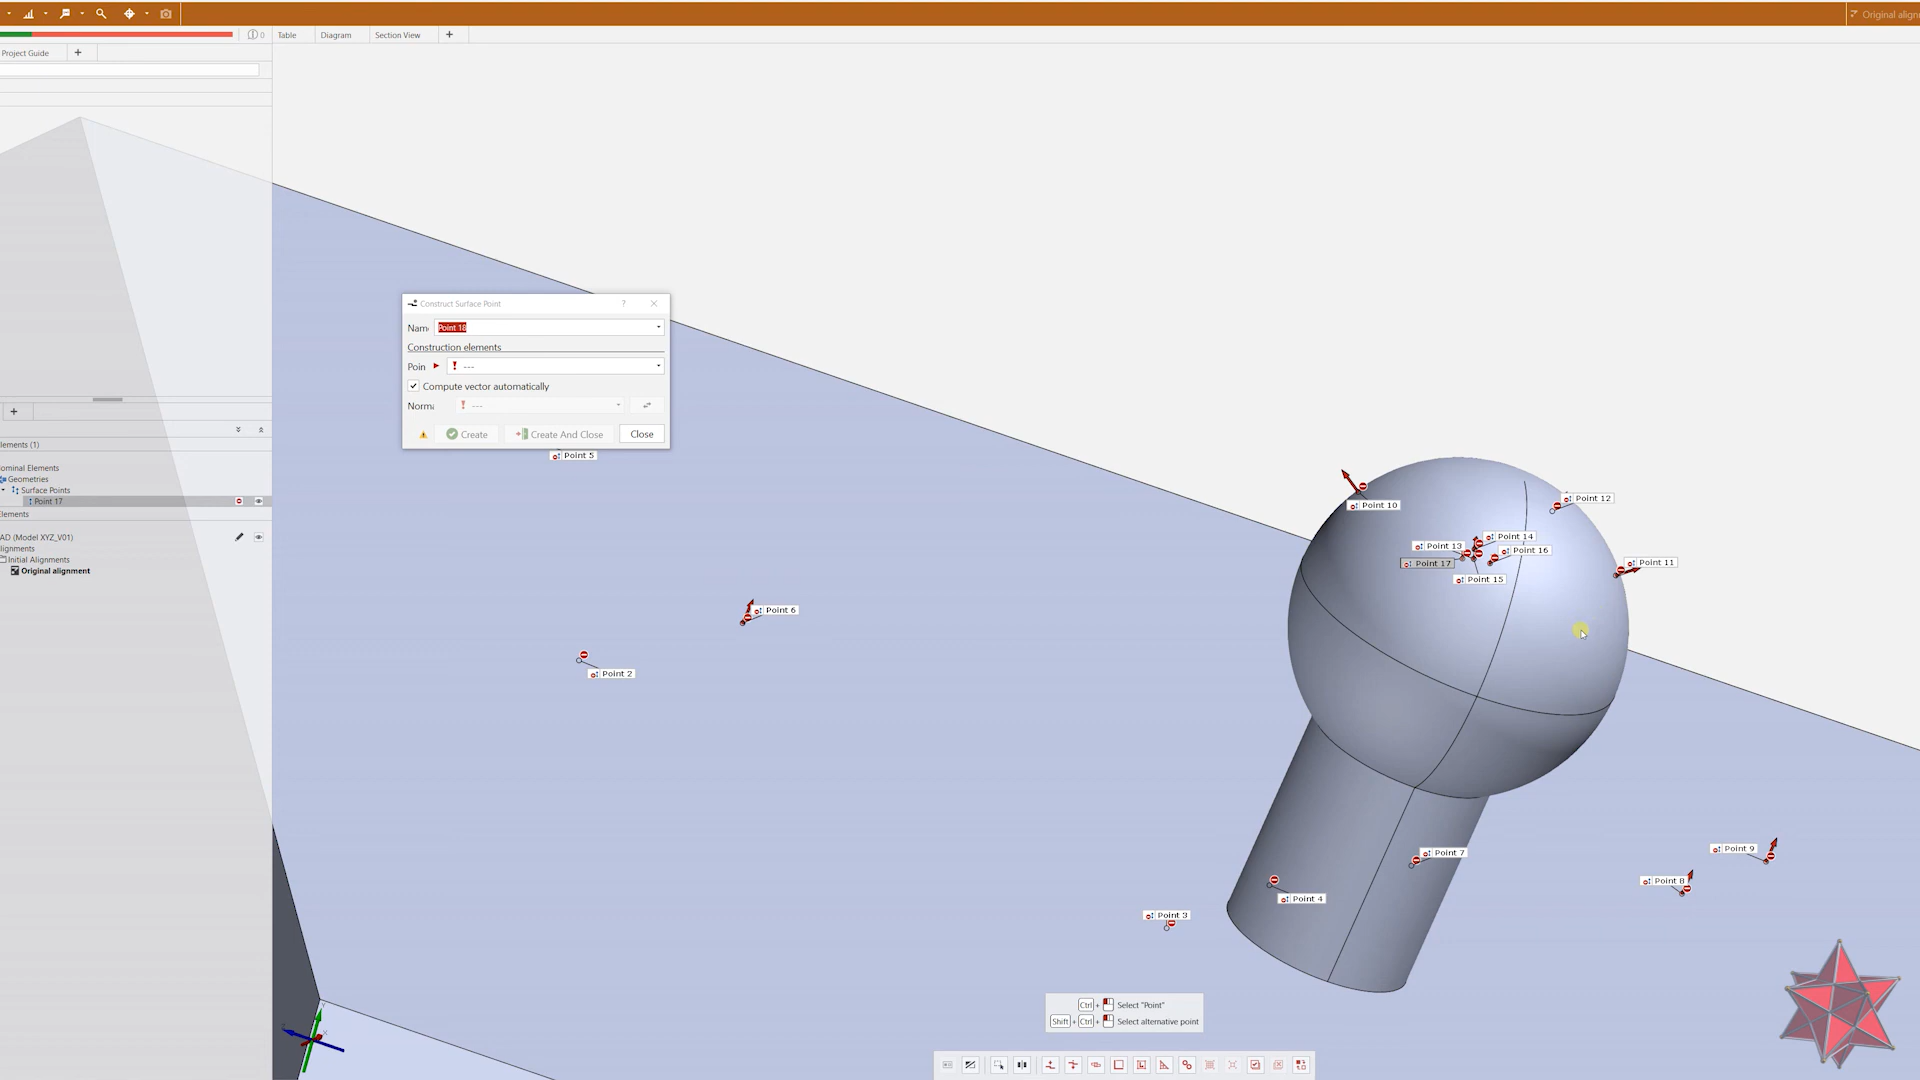 Original alignn
0
Table
Diagram
Section View
+
Project Guide
+
Construct Surface Point
?
Nam
Point 18
Construction elements
Poin
---
Compute vector automatically
Norma
---
Create
Create And Close
Close
+
lements (1)
ominal Elements
Geometries
Surface Points
Point 17
Elements
AD (Model XYZ_V01)
lignments
Initial Alignments
Original alignment
Point 5
Point 6
Point 2
Point 10
Point 12
Point 14
Point 13
Point 16
Point 17
Point 15
Point 11
Point 7
Point 4
Point 3
Point 9
Point 8
Ctrl + Select "Point"
Shift + Ctrl + Select alternative point